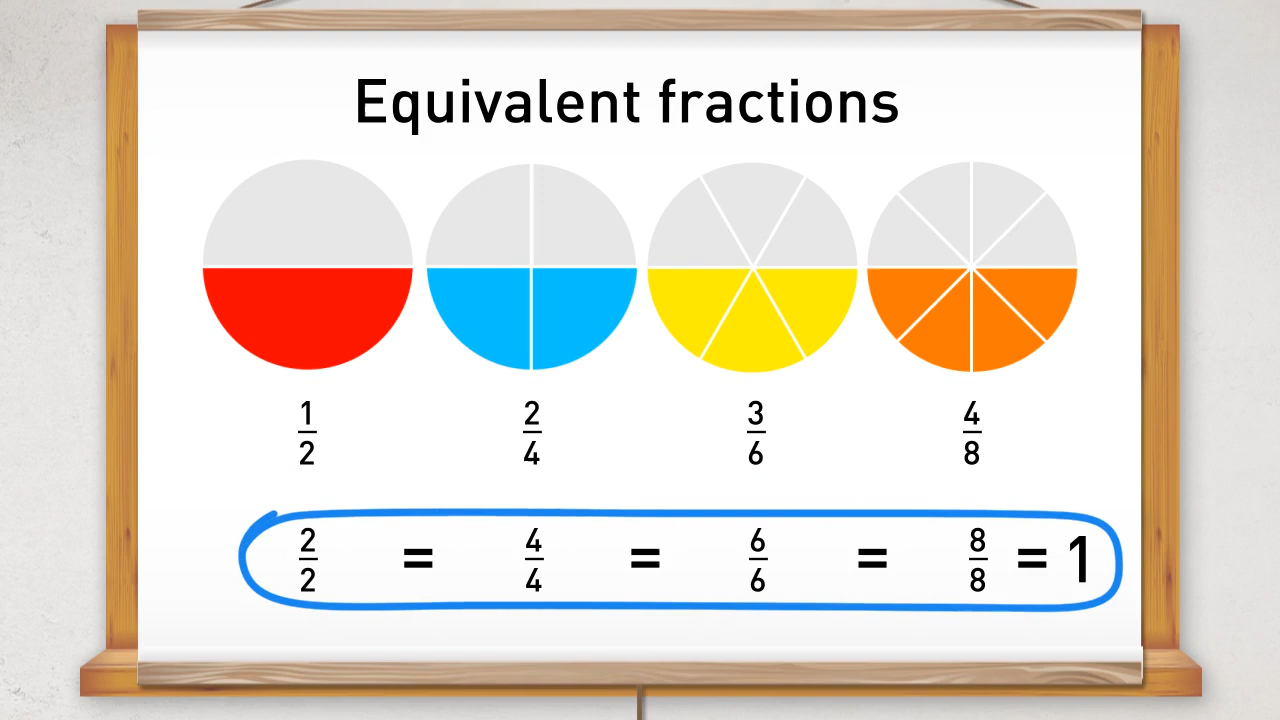 Equivalent fractions
1/2 2/4 3/6 4/8
2/2 = 4/4 = 6/6 = 8/8 = 1